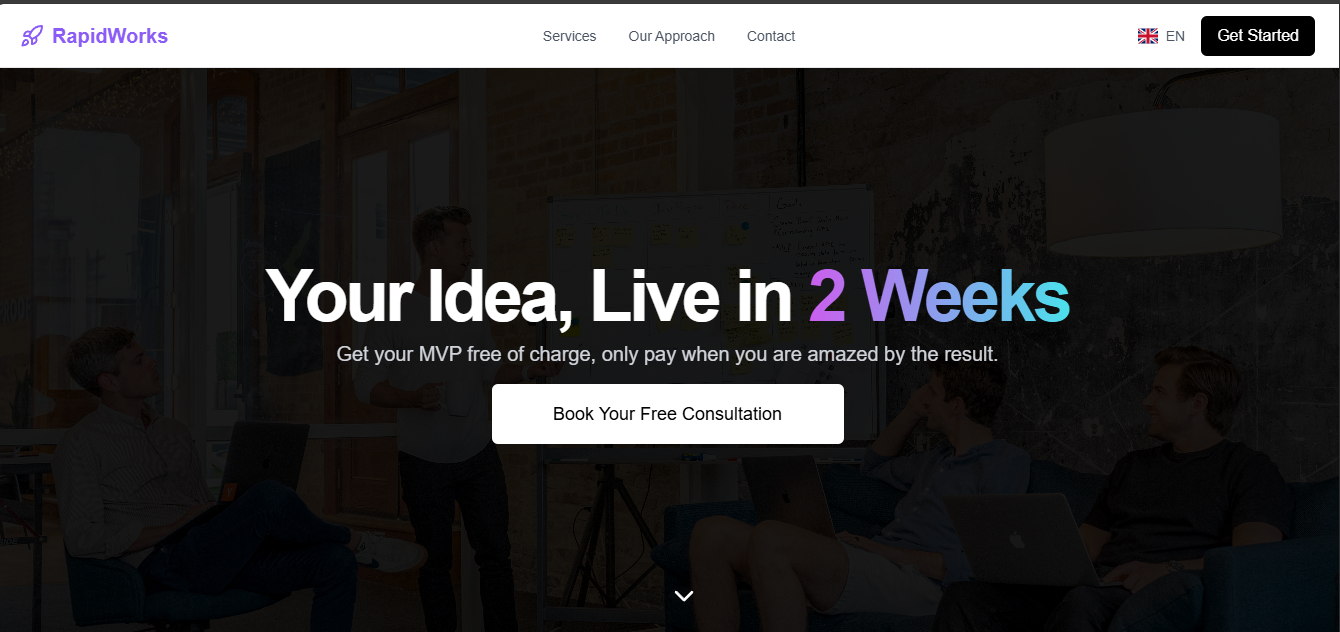 RapidWorks
Services
Our Approach
Contact
EN
Get Started
Your Idea, Live in 2 Weeks
Get your MVP free of charge, only pay when you are amazed by the result.
Book Your Free Consultation